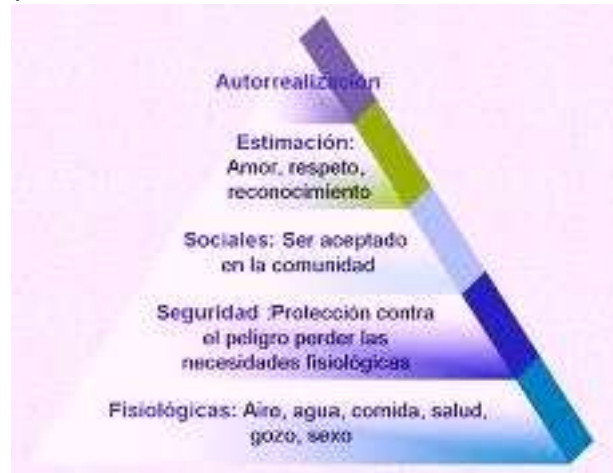 Autorrealización
Estimación:
Amor, respeto,
reconocimiento
Sociales: Ser aceptado
en la comunidad
Seguridad :Protección contra
el peligro perder las
necesidades fisiológicas
Fisiológicas: Aire, agua, comida, salud,
gozo, sexo